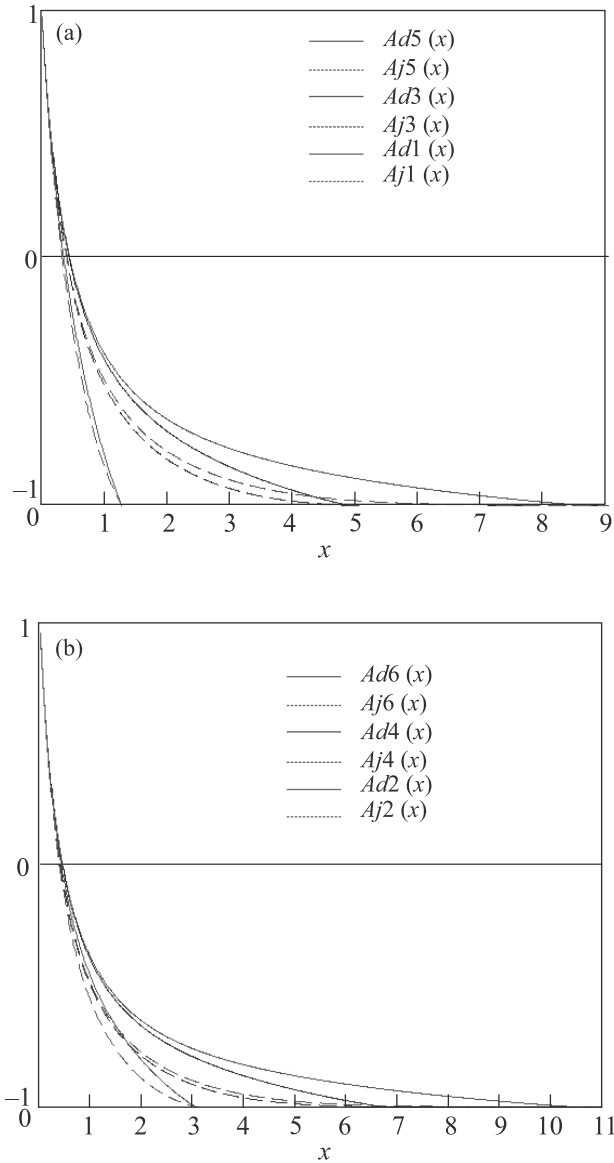 1
(a)
Ad5 (x)
Aj5 (x)
Ad3 (x)
Aj3 (x)
Ad1 (x)
Aj1 (x)
0
–1
0 1 2 3 4 5 6 7 8 9
x
1
(b)
Ad6 (x)
Aj6 (x)
Ad4 (x)
Aj4 (x)
Ad2 (x)
Aj2 (x)
0
–1
0 1 2 3 4 5 6 7 8 9 10 11
x